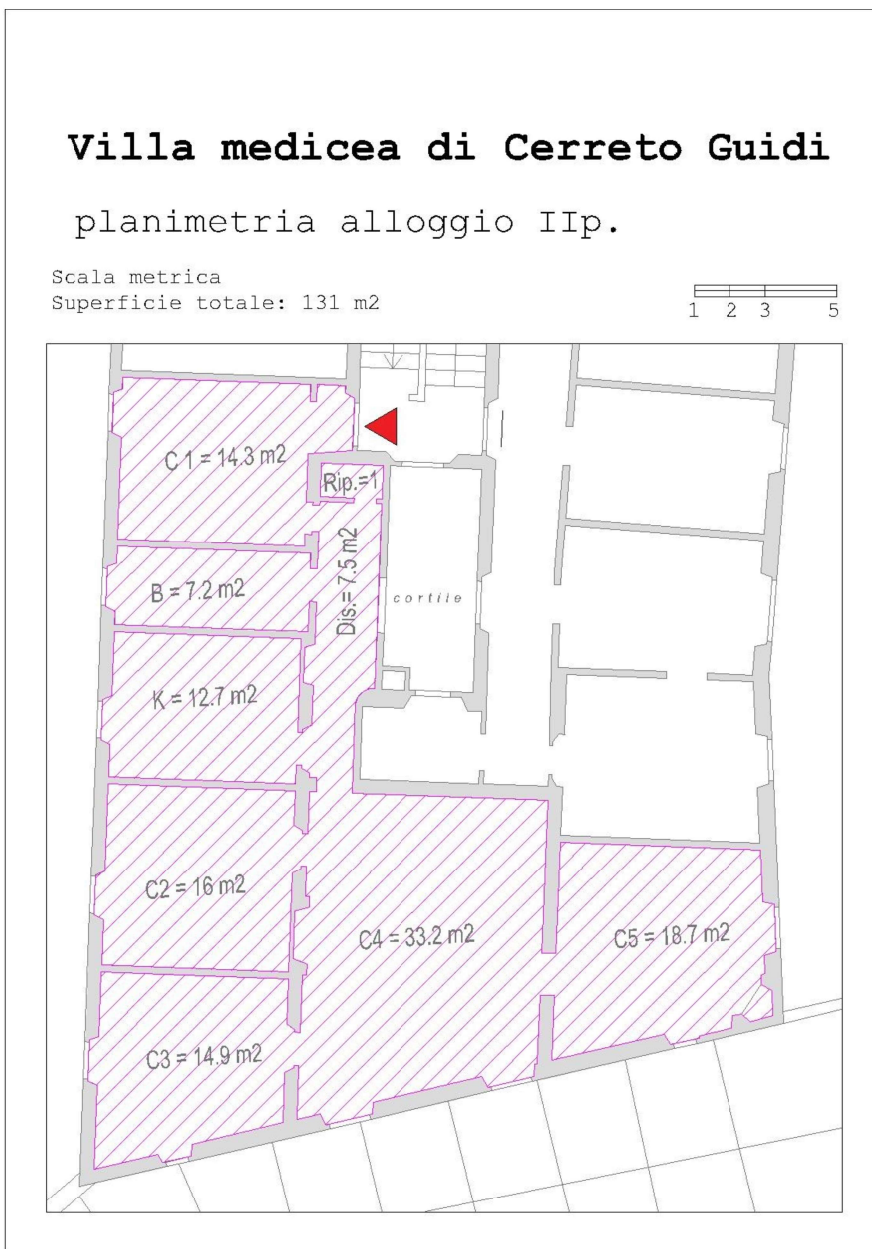 Villa medicea di Cerreto Guidi
planimetria alloggio IIp.
Scala metrica
Superficie totale: 131 m2
1 2 3 5
C 1 = 14.3 m2
Rip.=1
Dis.= 7.5 m2
B = 7.2 m2
cortile
K = 12.7 m2
C2 = 16 m2
C4 = 33.2 m2
C5 = 18.7 m2
C3 = 14.9 m2